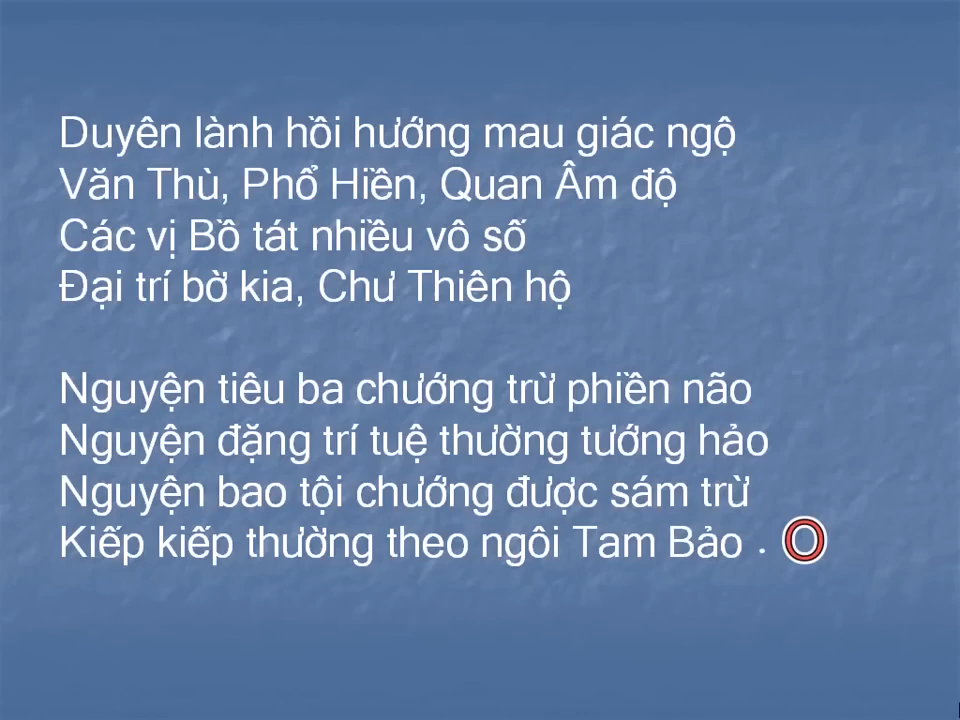 Duyên lành hồi hướng mau giác ngộ
Văn Thù, Phổ Hiền, Quan Âm độ
Các vị Bồ tát nhiều vô số
Đại trí bờ kia, Chư Thiên hộ
Nguyện tiêu ba chướng trừ phiền não
Nguyện đặng trí tuệ thường tướng hảo
Nguyện bao tội chướng được sám trừ
Kiếp kiếp thường theo ngôi Tam Bảo . O